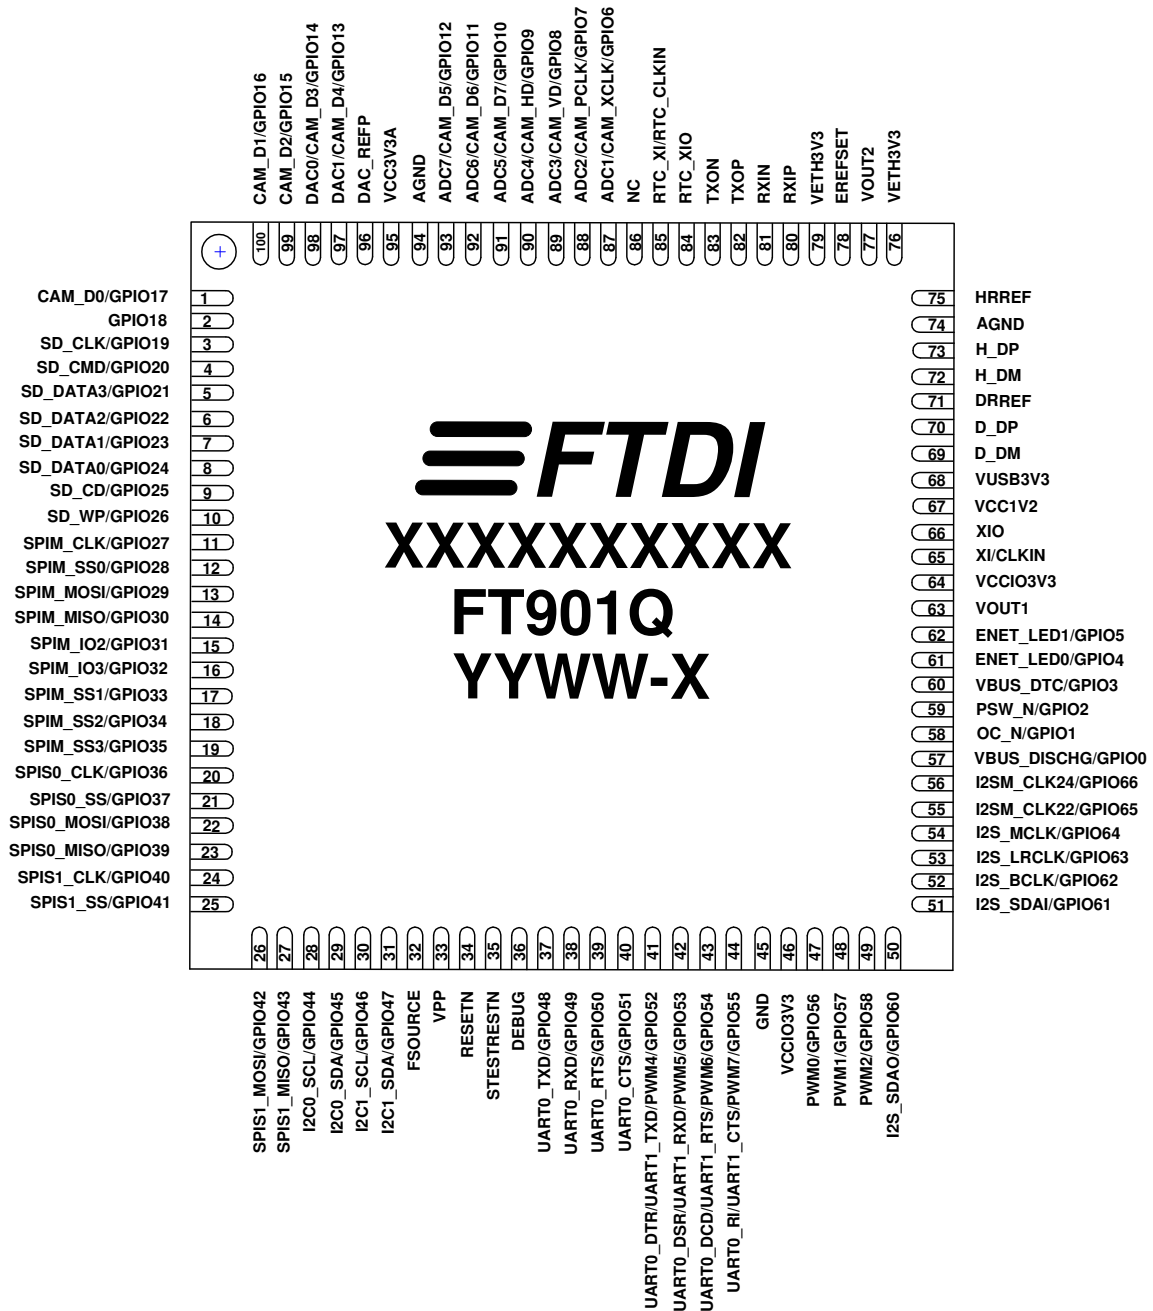 CAM_D1/GPIO16
CAM_D2/GPIO15
DAC0/CAM_D3/GPIO14
DAC1/CAM_D4/GPIO13
DAC_REFP
VCC3V3A
AGND
ADC7/CAM_D5/GPIO12
ADC6/CAM_D6/GPIO11
ADC5/CAM_D7/GPIO10
ADC4/CAM_HD/GPIO9
ADC3/CAM_VD/GPIO8
ADC2/CAM_PCLK/GPIO7
ADC1/CAM_XCLK/GPIO6
NC
RTC_XI/RTC_CLKIN
RTC_XIO
TXON
TXOP
RXIN
RXIP
VETH3V3
EREFSET
VOUT2
VETH3V3
100 99 98 97 96 95 94 93 92 91 90 89 88 87 86 85 84 83 82 81 80 79 78 77 76
CAM_D0/GPIO17 1
GPIO18 2
SD_CLK/GPIO19 3
SD_CMD/GPIO20 4
SD_DATA3/GPIO21 5
SD_DATA2/GPIO22 6
SD_DATA1/GPIO23 7
SD_DATA0/GPIO24 8
SD_CD/GPIO25 9
SD_WP/GPIO26 10
SPIM_CLK/GPIO27 11
SPIM_SS0/GPIO28 12
SPIM_MOSI/GPIO29 13
SPIM_MISO/GPIO30 14
SPIM_IO2/GPIO31 15
SPIM_IO3/GPIO32 16
SPIM_SS1/GPIO33 17
SPIM_SS2/GPIO34 18
SPIM_SS3/GPIO35 19
SPIS0_CLK/GPIO36 20
SPIS0_SS/GPIO37 21
SPIS0_MOSI/GPIO38 22
SPIS0_MISO/GPIO39 23
SPIS1_CLK/GPIO40 24
SPIS1_SS/GPIO41 25
FTDI
XXXXXXXXXX
FT901Q
YYWW-X
75 HRREF
74 AGND
73 H_DP
72 H_DM
71 DRREF
70 D_DP
69 D_DM
68 VUSB3V3
67 VCC1V2
66 XIO
65 XI/CLKIN
64 VCCIO3V3
63 VOUT1
62 ENET_LED1/GPIO5
61 ENET_LED0/GPIO4
60 VBUS_DTC/GPIO3
59 PSW_N/GPIO2
58 OC_N/GPIO1
57 VBUS_DISCHG/GPIO0
56 I2SM_CLK24/GPIO66
55 I2SM_CLK22/GPIO65
54 I2S_MCLK/GPIO64
53 I2S_LRCLK/GPIO63
52 I2S_BCLK/GPIO62
51 I2S_SDAI/GPIO61
26 27 28 29 30 31 32 33 34 35 36 37 38 39 40 41 42 43 44 45 46 47 48 49 50
SPIS1_MOSI/GPIO42
SPIS1_MISO/GPIO43
I2C0_SCL/GPIO44
I2C0_SDA/GPIO45
I2C1_SCL/GPIO46
I2C1_SDA/GPIO47
FSOURCE
VPP
RESETN
STESTRESTN
DEBUG
UART0_TXD/GPIO48
UART0_RXD/GPIO49
UART0_RTS/GPIO50
UART0_CTS/GPIO51
UART0_DTR/UART1_TXD/PWM4/GPIO52
UART0_DSR/UART1_RXD/PWM5/GPIO53
UART0_DCD/UART1_RTS/PWM6/GPIO54
UART0_RI/UART1_CTS/PWM7/GPIO55
GND
VCCIO3V3
PWM0/GPIO56
PWM1/GPIO57
PWM2/GPIO58
I2S_SDAO/GPIO60